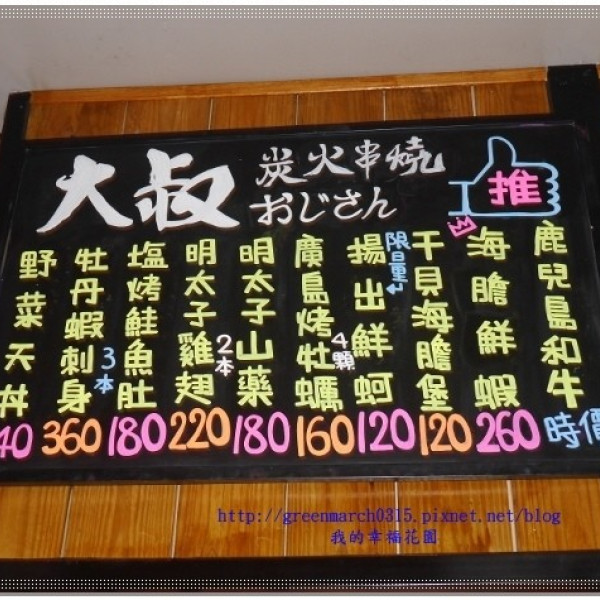 大叔
炭火串燒
おじさん
推
鹿兒島和牛 時價
海膽鮮蝦 260
干貝海膽堡 120
限量
揚出鮮蚵 120
廣島烤牡蠣 4顆 160
明太子山藥 180
明太子雞翅 2本 220
塩烤鮭魚肚 180
牡丹蝦刺身 3本 360
野菜天丼 40
http://greenmarch0315.pixnet.net/blog
我的幸福花園